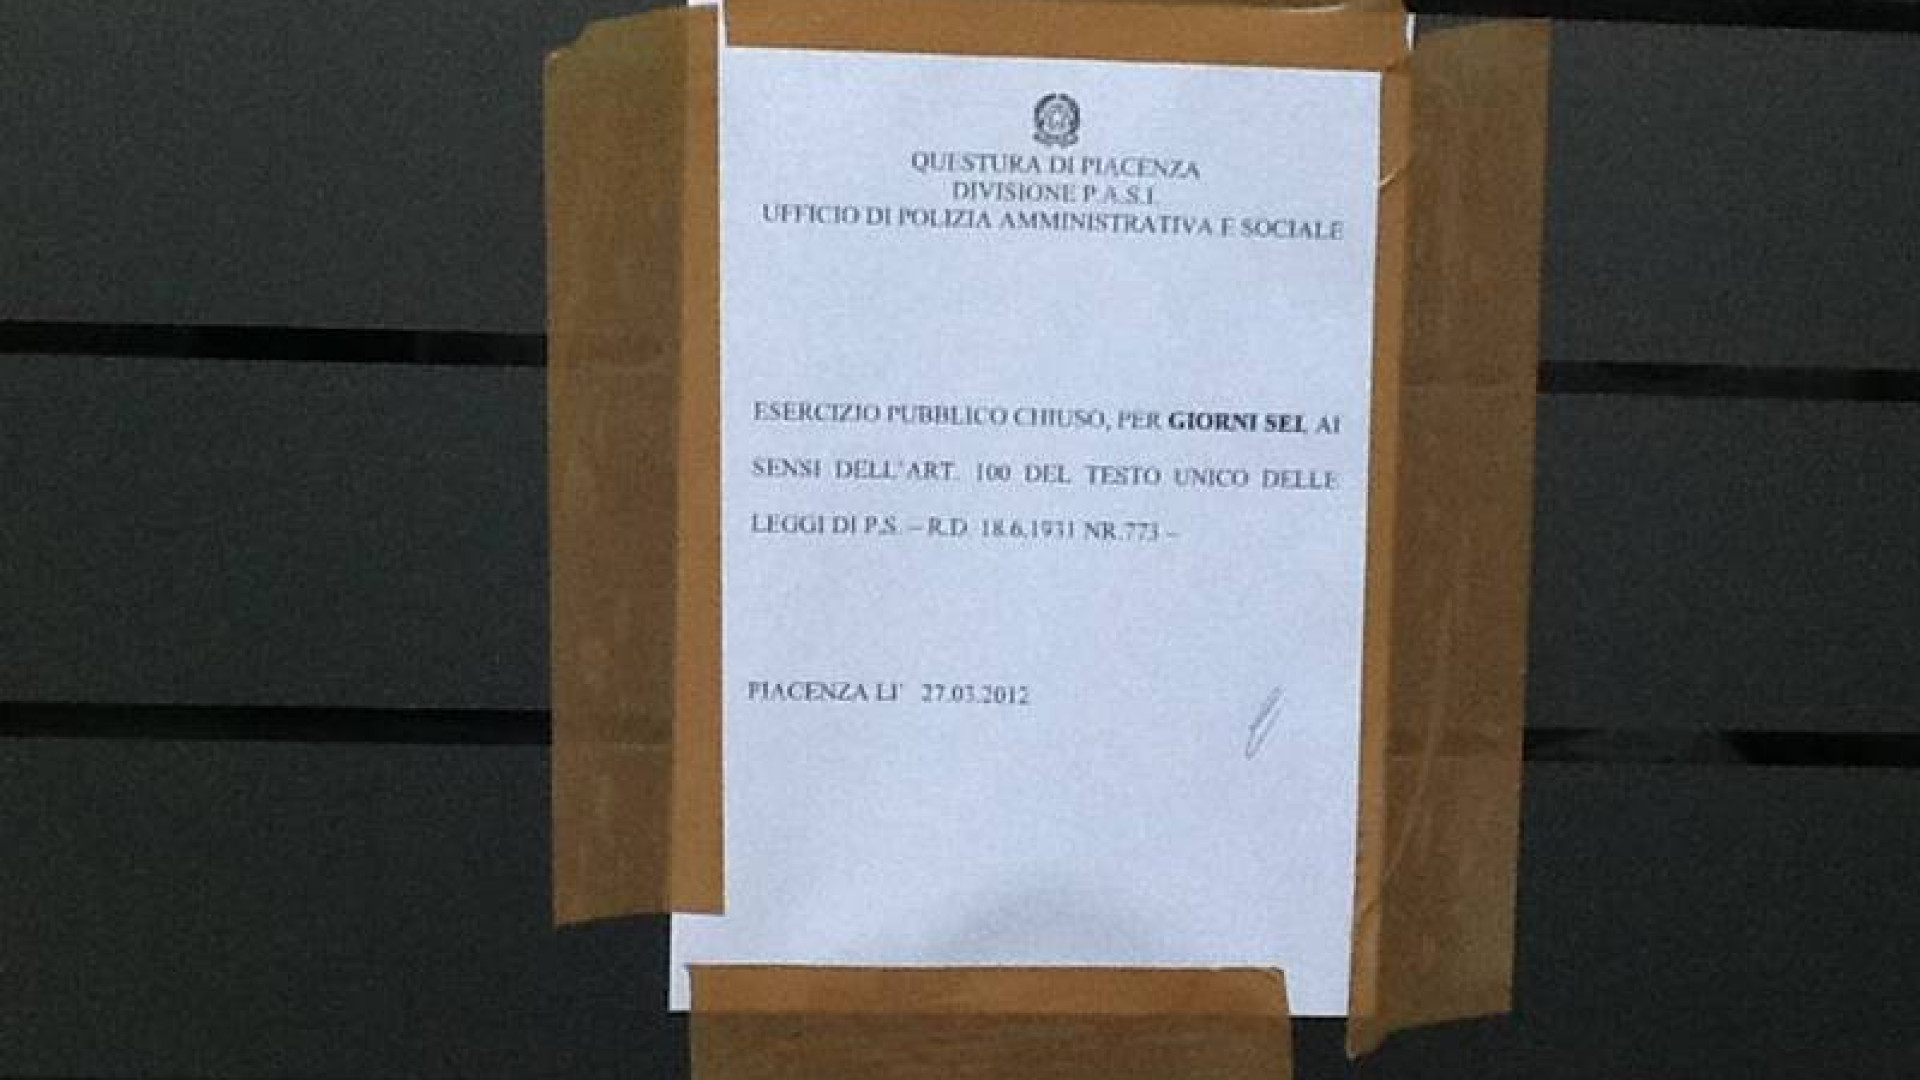 QUESTURA DI PIACENZA
DIVISIONE P.A.S.I.
UFFICIO DI POLIZIA AMMINISTRATIVA E SOCIALE
ESERCIZIO PUBBLICO CHIUSO, PER GIORNI SEI, AI
SENSI DELL'ART. 100 DEL TESTO UNICO DELLE
LEGGI DI P.S. – R.D. 18.6.1931 NR.773 –
PIACENZA LI' 27.03.2012